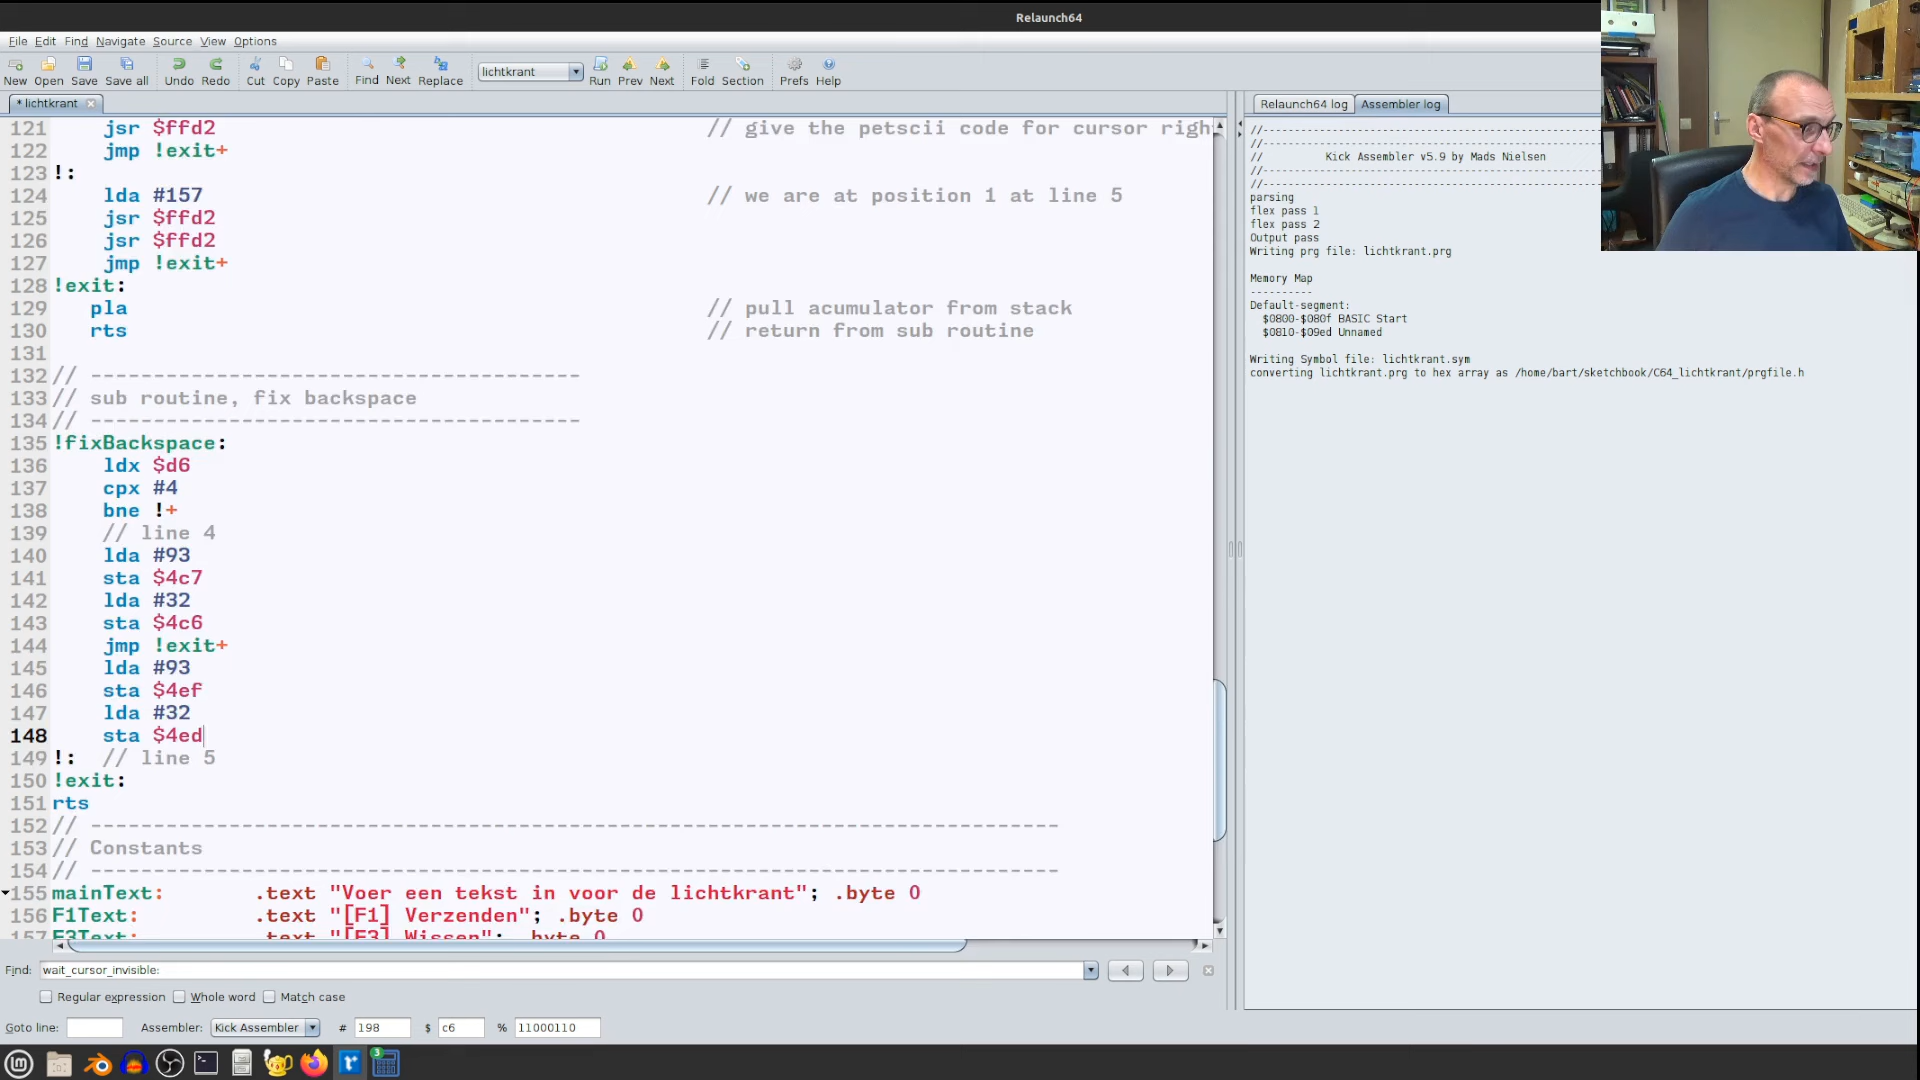 Relaunch64
File Edit Find Navigate Source View Options
New Open Save Save all Undo Redo Cut Copy Paste Find Next Replace lichtkrant Run Prev Next Fold Section Prefs Help
* lichtkrant
121 jsr $ffd2 // give the petscii code for cursor righ
122 jmp !exit+
123 !:
124 lda #157 // we are at position 1 at line 5
125 jsr $ffd2
126 jsr $ffd2
127 jmp !exit+
128 !exit:
129 pla // pull acumulator from stack
130 rts // return from sub routine
131
132 // ---------------------------------------
133 // sub routine, fix backspace
134 // ---------------------------------------
135 !fixBackspace:
136 ldx $d6
137 cpx #4
138 bne !+
139 // line 4
140 lda #93
141 sta $4c7
142 lda #32
143 sta $4c6
144 jmp !exit+
145 lda #93
146 sta $4ef
147 lda #32
148 sta $4ed
149 !: // line 5
150 !exit:
151 rts
152 // -----------------------------------------------------------------------------
153 // Constants
154 // -----------------------------------------------------------------------------
155 mainText: .text "Voer een tekst in voor de lichtkrant"; .byte 0
156 F1Text: .text "[F1] Verzenden"; .byte 0
157 F3Text: .text "[F3] Wissen"; .byte 0
Find: wait_cursor_invisible:
Regular expression Whole word Match case
Goto line: Assembler: Kick Assembler # 198 $ c6 % 11000110
Relaunch64 log Assembler log
//------------------------------------------------------
//------------------------------------------------------
// Kick Assembler v5.9 by Mads Nielsen
//------------------------------------------------------
//------------------------------------------------------
parsing
flex pass 1
flex pass 2
Output pass
Writing prg file: lichtkrant.prg
Memory Map
----------
Default-segment:
$0800-$080f BASIC Start
$0810-$09ed Unnamed
Writing Symbol file: lichtkrant.sym
converting lichtkrant.prg to hex array as /home/bart/sketchbook/C64_lichtkrant/prgfile.h
3